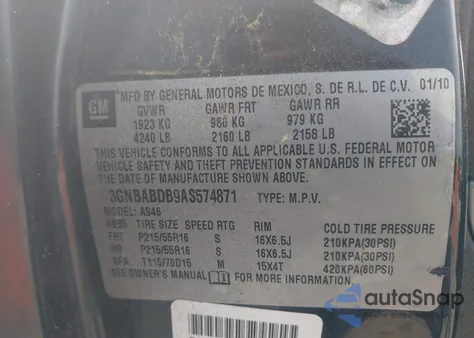 GM
MFD BY GENERAL MOTORS DE MEXICO, S. DE R.L. DE C.V. 01/10
GVWR GAWR FRT GAWR RR
1923 KG 980 KG 979 KG
4240 LB 2160 LB 2158 LB
THIS VEHICLE CONFORMS TO ALL APPLICABLE U.S. FEDERAL MOTOR
VEHICLE SAFETY, AND THEFT PREVENTION STANDARDS
IN EFFECT ON THE DATE OF MANUFACTURE SHOWN ABOVE.
3GNBABDB9AS574871 TYPE: M.P.V.
MODEL: AS46
TIRE SIZE SPEED RTG RIM COLD TIRE PRESSURE
FRT P215/55R16 S 16X6.5J 210KPA(30PSI)
RR P215/55R16 S 16X6.5J 210KPA(30PSI)
SPA T115/70D15 M 15X4T 420KPA(60PSI)
SEE OWNER'S MANUAL FOR MORE INFORMATION.
autoSnap